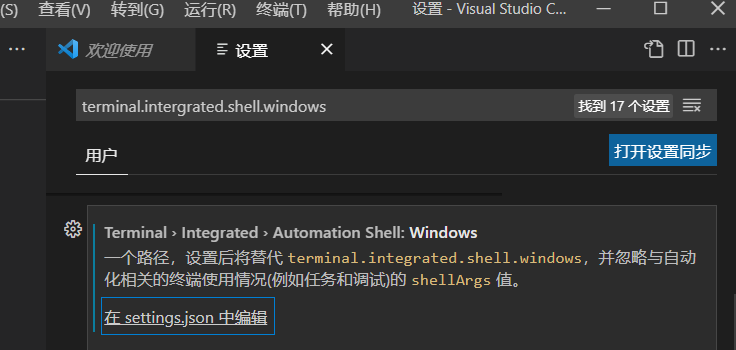 (S) 查看(V) 转到(G) 运行(R) 终端(T) 帮助(H) 设置 - Visual Studio C...
欢迎使用 设置
terminal.intergrated.shell.windows 找到 17 个设置
用户 打开设置同步
Terminal › Integrated › Automation Shell: Windows
一个路径，设置后将替代 terminal.integrated.shell.windows，并忽略与自动
化相关的终端使用情况(例如任务和调试)的 shellArgs 值。
在 settings.json 中编辑